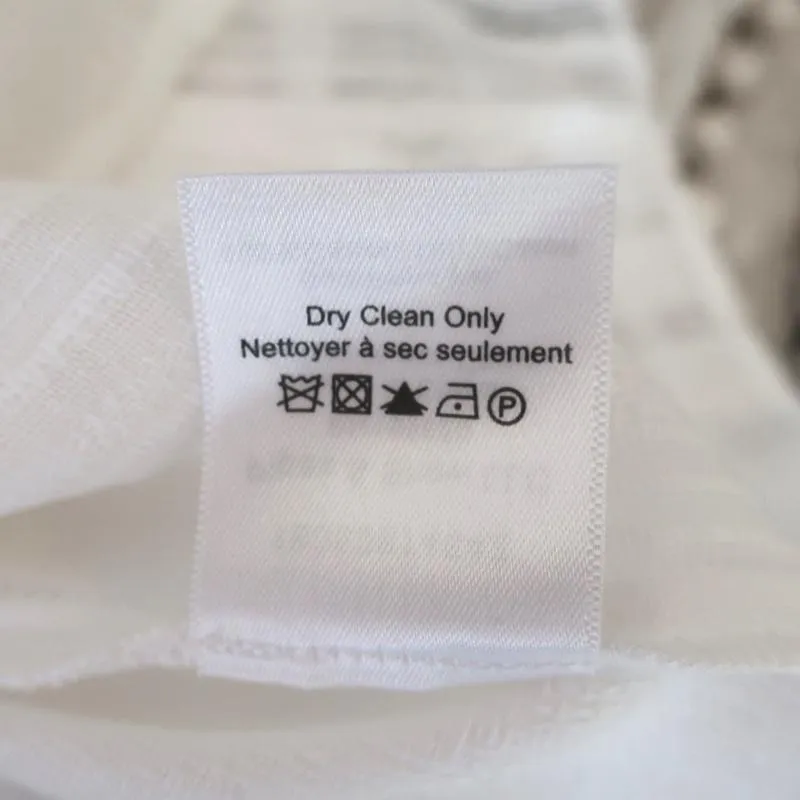 Dry Clean Only
Nettoyer à sec seulement
P